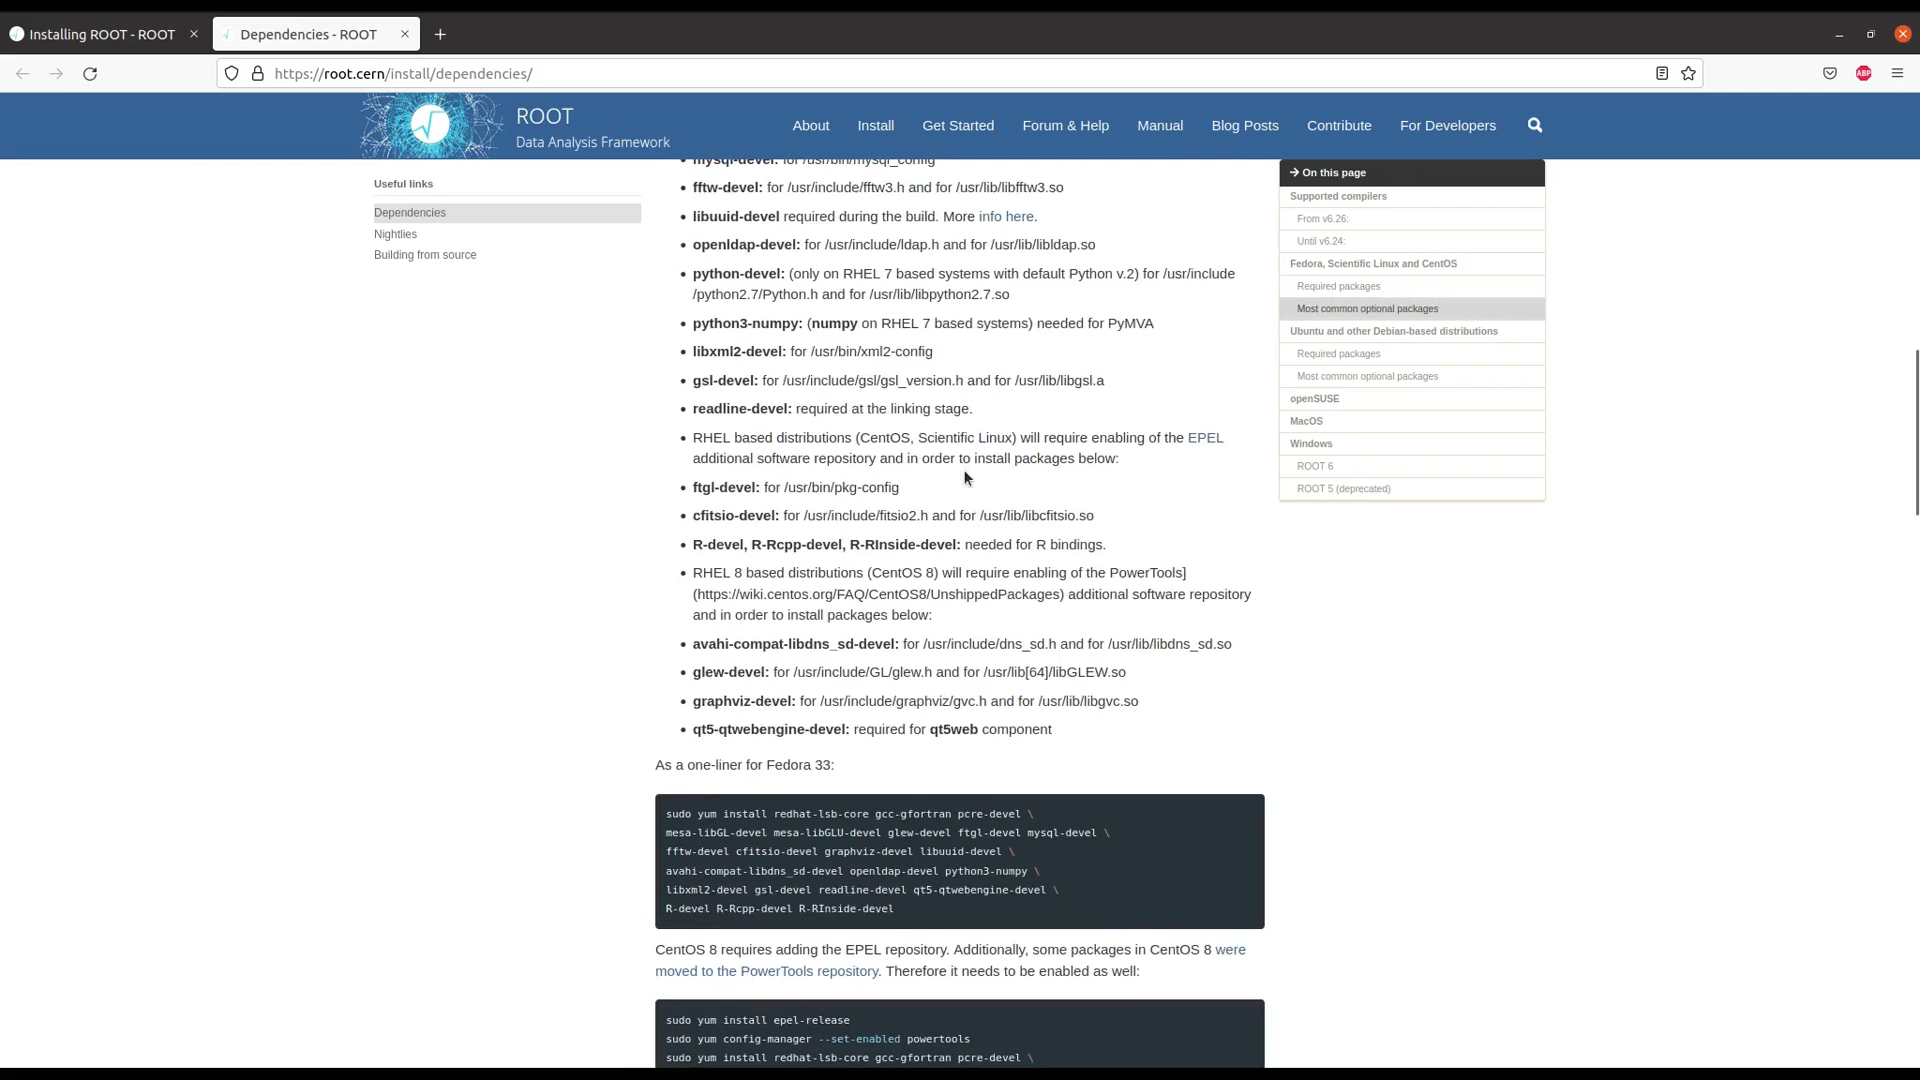 Installing ROOT - ROOT
Dependencies - ROOT
https://root.cern/install/dependencies/
ABP
ROOT
Data Analysis Framework
About
Install
Get Started
Forum & Help
Manual
Blog Posts
Contribute
For Developers
Useful links
Dependencies
Nightlies
Building from source
mysql-devel: for /usr/bin/mysql_config
• fftw-devel: for /usr/include/fftw3.h and for /usr/lib/libfftw3.so
• libuuid-devel required during the build. More info here.
• openldap-devel: for /usr/include/ldap.h and for /usr/lib/libldap.so
• python-devel: (only on RHEL 7 based systems with default Python v.2) for /usr/include
/python2.7/Python.h and for /usr/lib/libpython2.7.so
• python3-numpy: (numpy on RHEL 7 based systems) needed for PyMVA
• libxml2-devel: for /usr/bin/xml2-config
• gsl-devel: for /usr/include/gsl/gsl_version.h and for /usr/lib/libgsl.a
• readline-devel: required at the linking stage.
• RHEL based distributions (CentOS, Scientific Linux) will require enabling of the EPEL
additional software repository and in order to install packages below:
• ftgl-devel: for /usr/bin/pkg-config
• cfitsio-devel: for /usr/include/fitsio2.h and for /usr/lib/libcfitsio.so
• R-devel, R-Rcpp-devel, R-RInside-devel: needed for R bindings.
• RHEL 8 based distributions (CentOS 8) will require enabling of the PowerTools]
(https://wiki.centos.org/FAQ/CentOS8/UnshippedPackages) additional software repository
and in order to install packages below:
• avahi-compat-libdns_sd-devel: for /usr/include/dns_sd.h and for /usr/lib/libdns_sd.so
• glew-devel: for /usr/include/GL/glew.h and for /usr/lib[64]/libGLEW.so
• graphviz-devel: for /usr/include/graphviz/gvc.h and for /usr/lib/libgvc.so
• qt5-qtwebengine-devel: required for qt5web component
As a one-liner for Fedora 33:
sudo yum install redhat-lsb-core gcc-gfortran pcre-devel \
mesa-libGL-devel mesa-libGLU-devel glew-devel ftgl-devel mysql-devel \
fftw-devel cfitsio-devel graphviz-devel libuuid-devel \
avahi-compat-libdns_sd-devel openldap-devel python3-numpy \
libxml2-devel gsl-devel readline-devel qt5-qtwebengine-devel \
R-devel R-Rcpp-devel R-RInside-devel
CentOS 8 requires adding the EPEL repository. Additionally, some packages in CentOS 8 were
moved to the PowerTools repository. Therefore it needs to be enabled as well:
sudo yum install epel-release
sudo yum config-manager --set-enabled powertools
sudo yum install redhat-lsb-core gcc-gfortran pcre-devel \
→ On this page
Supported compilers
From v6.26:
Until v6.24:
Fedora, Scientific Linux and CentOS
Required packages
Most common optional packages
Ubuntu and other Debian-based distributions
Required packages
Most common optional packages
openSUSE
MacOS
Windows
ROOT 6
ROOT 5 (deprecated)